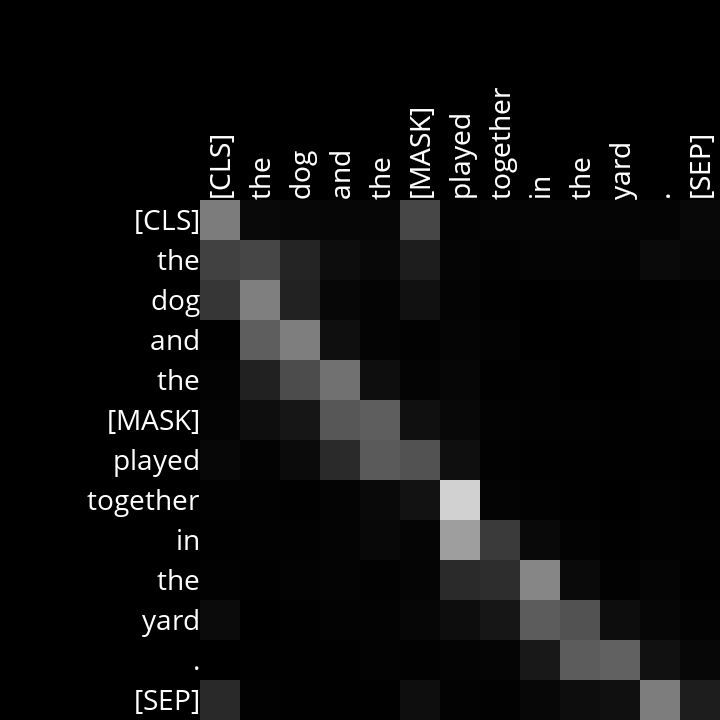 [CLS] the dog and the [MASK] played together in the yard . [SEP]
[CLS]
the
dog
and
the
[MASK]
played
together
in
the
yard
.
[SEP]